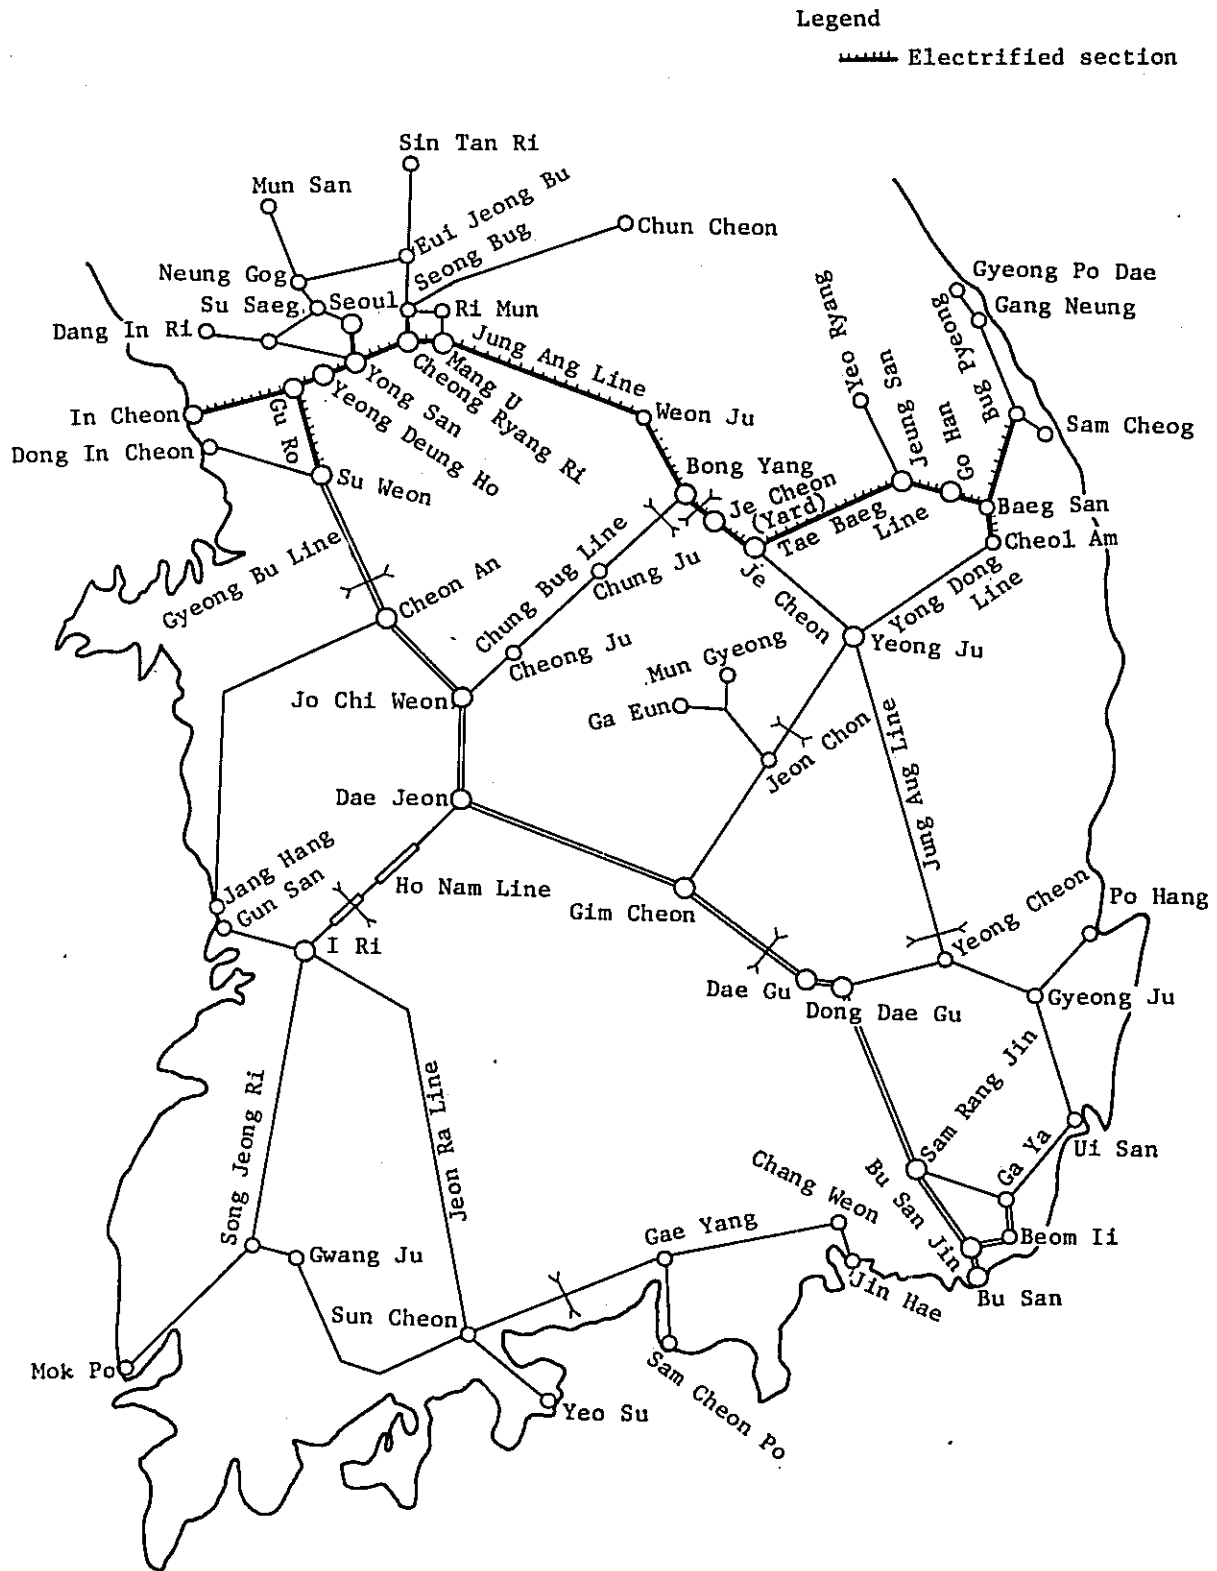 Legend
Electrified section
Sin Tan Ri
Mun San
Eui Jeong Bu
Seong Bug
Chun Cheon
Neung Gog
Su Saeg
Seoul
Ri Mun
Dang In Ri
Jung Ang Line
Mang U
Cheong Ryang Ri
Yong San
Yeong Deung Ho
Gu Ro
In Cheon
Dong In Cheon
Su Weon
Weon Ju
Bong Yang
Je Cheon
(Yard)
Tae Baeg
Line
Yeo Ryang
Jeung San
Go Han
Bug Pyeong
Gyeong Po Dae
Gang Neung
Sam Cheog
Baeg San
Cheol Am
Yong Dong
Line
Je Cheon
Yeong Ju
Gyeong Bu Line
Cheon An
Chung Bug Line
Chung Ju
Cheong Ju
Jo Chi Weon
Mun Gyeong
Ga Eun
Jeon Chon
Jung Aug Line
Dae Jeon
Jang Hang
Gun San
Ho Nam Line
I Ri
Gim Cheon
Yeong Cheon
Po Hang
Dae Gu
Dong Dae Gu
Gyeong Ju
Sam Rang Jin
Ga Ya
Ui San
Song Jeong Ri
Jeon Ra Line
Chang Weon
Bu San Jin
Gae Yang
Beom Ii
Gwang Ju
Jin Hae
Bu San
Sun Cheon
Mok Po
Sam Cheon Po
Yeo Su